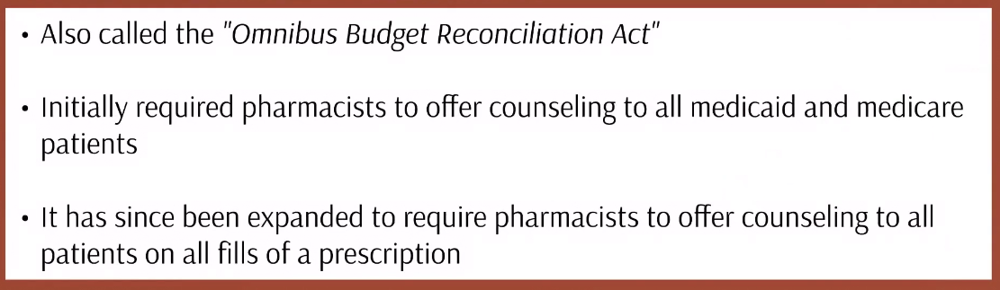 • Also called the "Omnibus Budget Reconciliation Act"
• Initially required pharmacists to offer counseling to all medicaid and medicare
patients
• It has since been expanded to require pharmacists to offer counseling to all
patients on all fills of a prescription